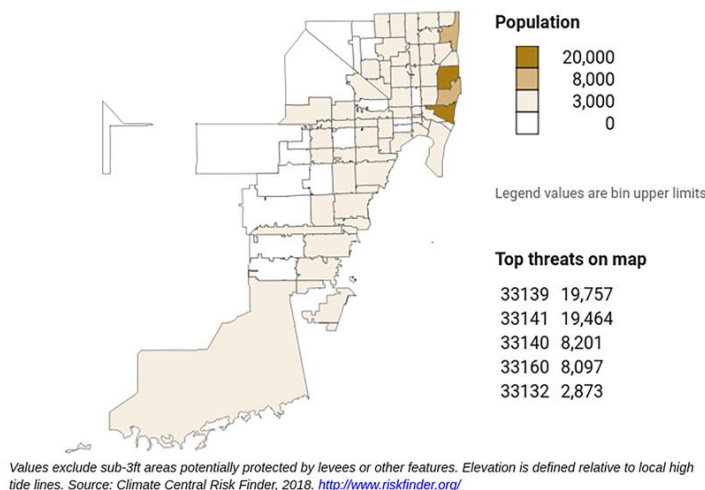 Population
20,000
8,000
3,000
0
Legend values are bin upper limits
Top threats on map
33139 19,757
33141 19,464
33140 8,201
33160 8,097
33132 2,873
Values exclude sub-3ft areas potentially protected by levees or other features. Elevation is defined relative to local high
tide lines. Source: Climate Central Risk Finder, 2018. http://www.riskfinder.org/